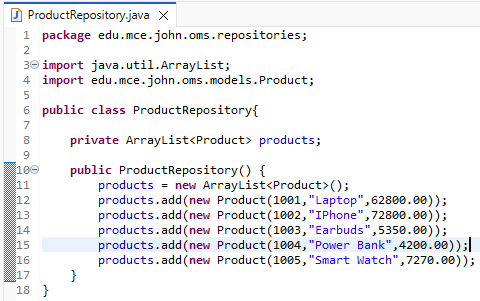 ProductRepository.java
1 package edu.mce.john.oms.repositories;
2
3 import java.util.ArrayList;
4 import edu.mce.john.oms.models.Product;
5
6 public class ProductRepository{
7
8     private ArrayList<Product> products;
9
10     public ProductRepository() {
11         products = new ArrayList<Product>();
12         products.add(new Product(1001,"Laptop",62800.00));
13         products.add(new Product(1002,"IPhone",72800.00));
14         products.add(new Product(1003,"Earbuds",5350.00));
15         products.add(new Product(1004,"Power Bank",4200.00));
16         products.add(new Product(1005,"Smart Watch",7270.00));
17     }
18 }